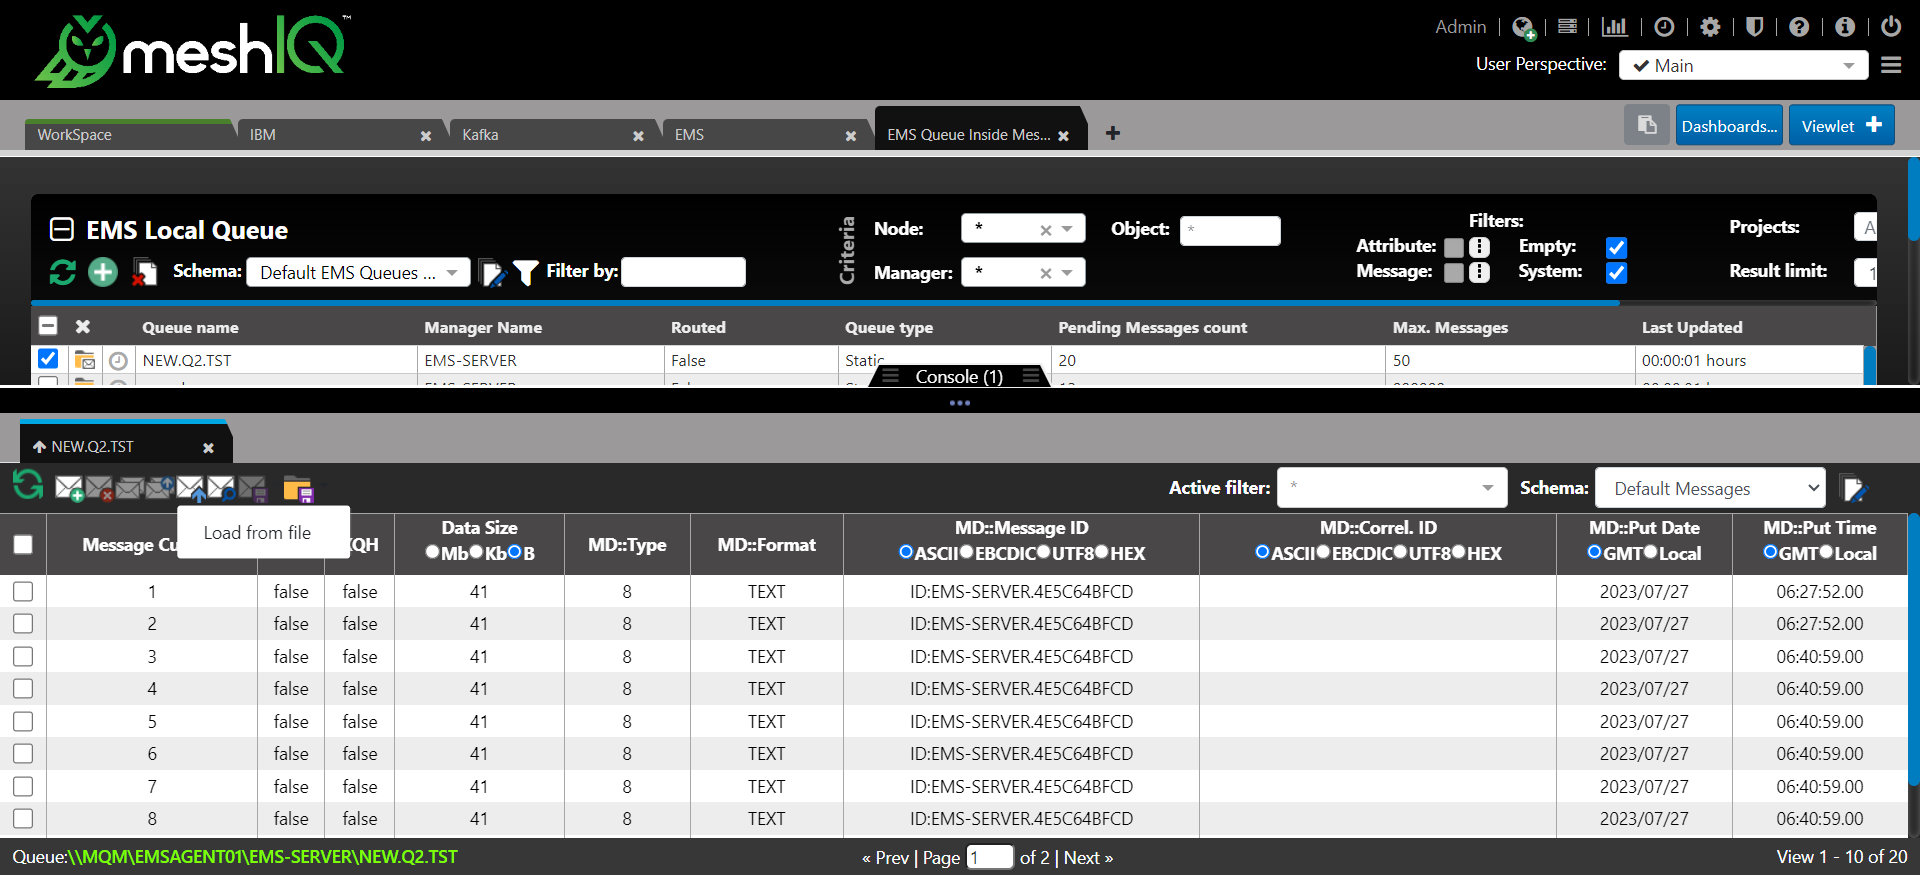 meshIQ™
Admin
User Perspective: Main
WorkSpace
IBM
Kafka
EMS
EMS Queue Inside Mes...
Dashboards...
Viewlet
EMS Local Queue
Schema: Default EMS Queues ...
Filter by:
Criteria
Node: *
Manager: *
Object: *
Filters:
Attribute:
Empty:
Message:
System:
Projects: A
Result limit: 1
Queue name Manager Name Routed Queue type Pending Messages count Max. Messages Last Updated
NEW.Q2.TST EMS-SERVER False Static 20 50 00:00:01 hours
Console (1)
NEW.Q2.TST
Active filter: *
Schema: Default Messages
Load from file
Message Cu QH Data Size Mb Kb B MD::Type MD::Format MD::Message ID ASCII EBCDIC UTF8 HEX MD::Correl. ID ASCII EBCDIC UTF8 HEX MD::Put Date GMT Local MD::Put Time GMT Local
1 false false 41 8 TEXT ID:EMS-SERVER.4E5C64BFCD 2023/07/27 06:27:52.00
2 false false 41 8 TEXT ID:EMS-SERVER.4E5C64BFCD 2023/07/27 06:27:52.00
3 false false 41 8 TEXT ID:EMS-SERVER.4E5C64BFCD 2023/07/27 06:40:59.00
4 false false 41 8 TEXT ID:EMS-SERVER.4E5C64BFCD 2023/07/27 06:40:59.00
5 false false 41 8 TEXT ID:EMS-SERVER.4E5C64BFCD 2023/07/27 06:40:59.00
6 false false 41 8 TEXT ID:EMS-SERVER.4E5C64BFCD 2023/07/27 06:40:59.00
7 false false 41 8 TEXT ID:EMS-SERVER.4E5C64BFCD 2023/07/27 06:40:59.00
8 false false 41 8 TEXT ID:EMS-SERVER.4E5C64BFCD 2023/07/27 06:40:59.00
Queue:\\MQM\EMSAGENT01\EMS-SERVER\NEW.Q2.TST
« Prev | Page 1 of 2 | Next »
View 1 - 10 of 20